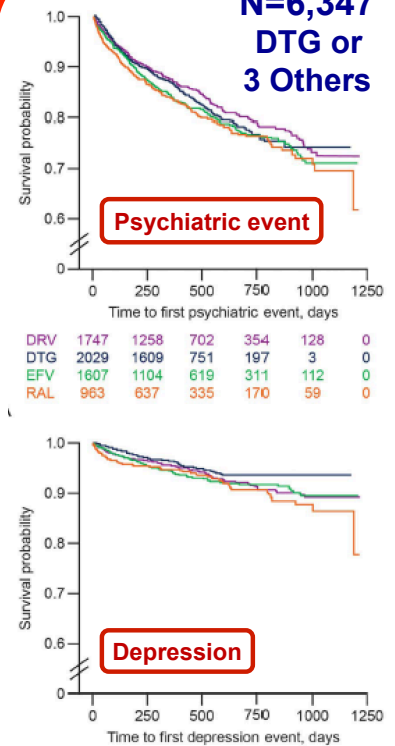 N=6,347
DTG or
3 Others
1.0
0.9
0.8
0.7
0.6
0
Survival probability
Psychiatric event
0 250 500 750 1000 1250
Time to first psychiatric event, days
DRV 1747 1258 702 354 128 0
DTG 2029 1609 751 197 3 0
EFV 1607 1104 619 311 112 0
RAL 963 637 335 170 59 0
1.0
0.9
0.8
0.7
0.6
0
Survival probability
Depression
0 250 500 750 1000 1250
Time to first depression event, days